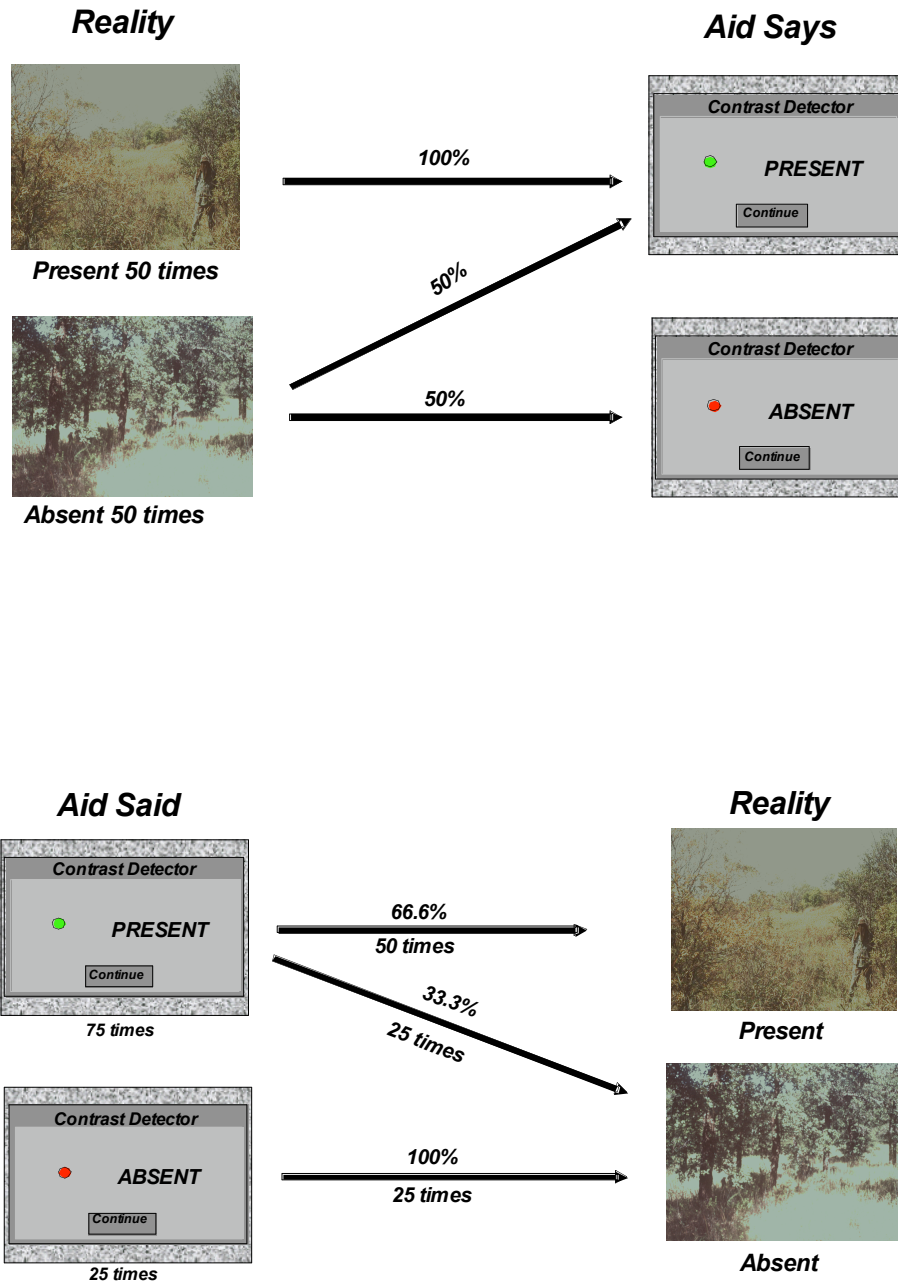 Reality
Aid Says
Contrast Detector
100%
PRESENT
Continue
Present 50 times
50%
Contrast Detector
50%
ABSENT
Continue
Absent 50 times
Aid Said
Reality
Contrast Detector
PRESENT
Continue
75 times
66.6%
50 times
33.3%
25 times
Present
Contrast Detector
ABSENT
Continue
25 times
100%
25 times
Absent